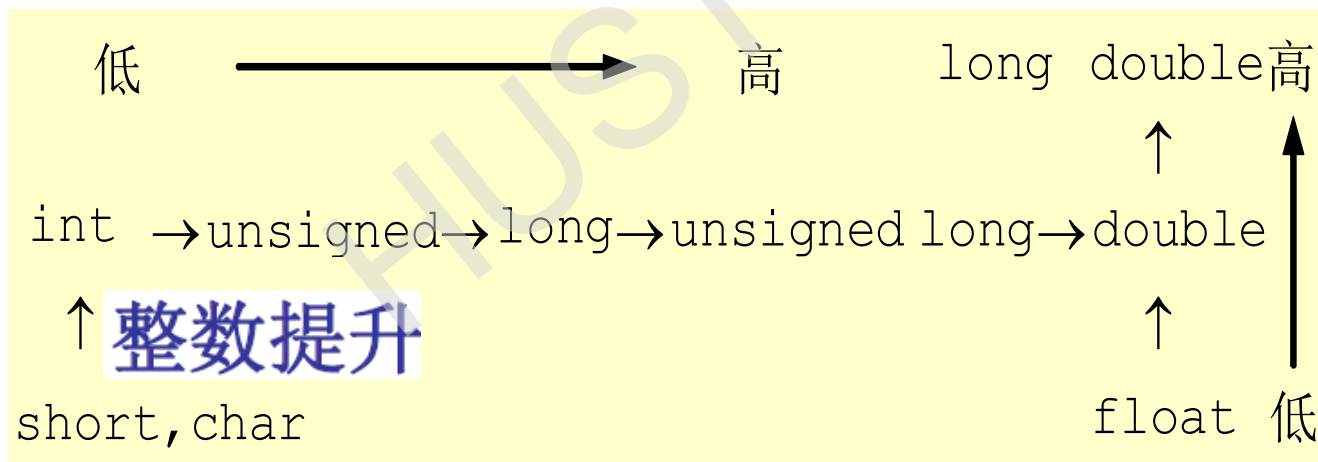 低 → 高 long double高
↑
int →unsigned→long→unsigned long→double
↑ 整数提升 ↑
short,char float 低
HUST